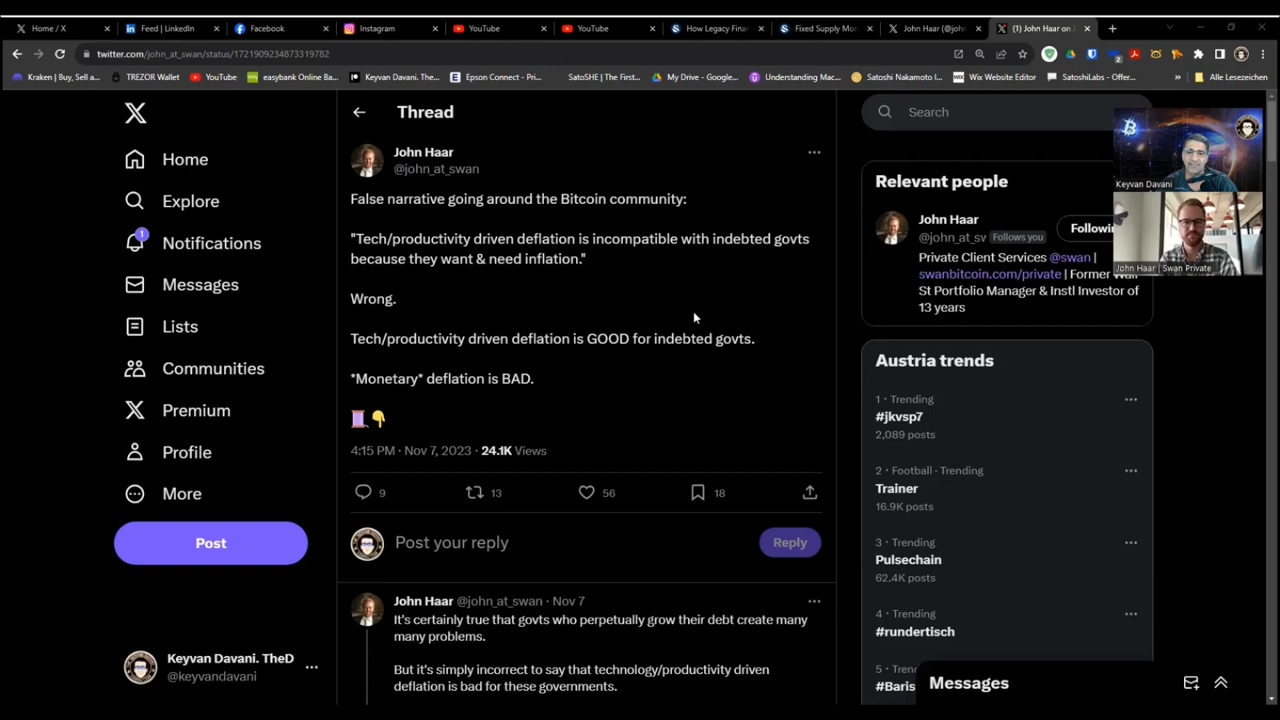 Home / X
Feed | LinkedIn
Facebook
Instagram
YouTube
YouTube
How Legacy Finan
Fixed Supply Mo
John Haar (@joh
(1) John Haar on
twitter.com/john_at_swan/status/1721909234873319782
Kraken | Buy, Sell a...
TREZOR Wallet
YouTube
easybank Online Ba...
Keyvan Davani. The...
Epson Connect - Pri...
SatoSHE | The First...
My Drive - Google...
Understanding Mac...
Satoshi Nakamoto I...
Wix Website Editor
SatoshiLabs - Offer...
Alle Lesezeichen
Home
Explore
1
Notifications
Messages
Lists
Communities
Premium
Profile
More
Post
Keyvan Davani. TheD
@keyvandavani
Thread
John Haar
@john_at_swan
False narrative going around the Bitcoin community:
"Tech/productivity driven deflation is incompatible with indebted govts
because they want & need inflation."
Wrong.
Tech/productivity driven deflation is GOOD for indebted govts.
*Monetary* deflation is BAD.
4:15 PM · Nov 7, 2023 · 24.1K Views
9
13
56
18
Post your reply
Reply
John Haar @john_at_swan · Nov 7
It's certainly true that govts who perpetually grow their debt create many
many problems.
But it's simply incorrect to say that technology/productivity driven
deflation is bad for these governments.
Search
Relevant people
John Haar
@john_at_sv Follows you
Followin
Private Client Services @swan |
swanbitcoin.com/private | Former Wall
St Portfolio Manager & Instl Investor of
13 years
Keyvan Davani
John Haar | Swan Private
Austria trends
1 · Trending
#jkvsp7
2,089 posts
2 · Football · Trending
Trainer
16.9K posts
3 · Trending
Pulsechain
62.4K posts
4 · Trending
#rundertisch
5 · Tren
#Baris
Messages